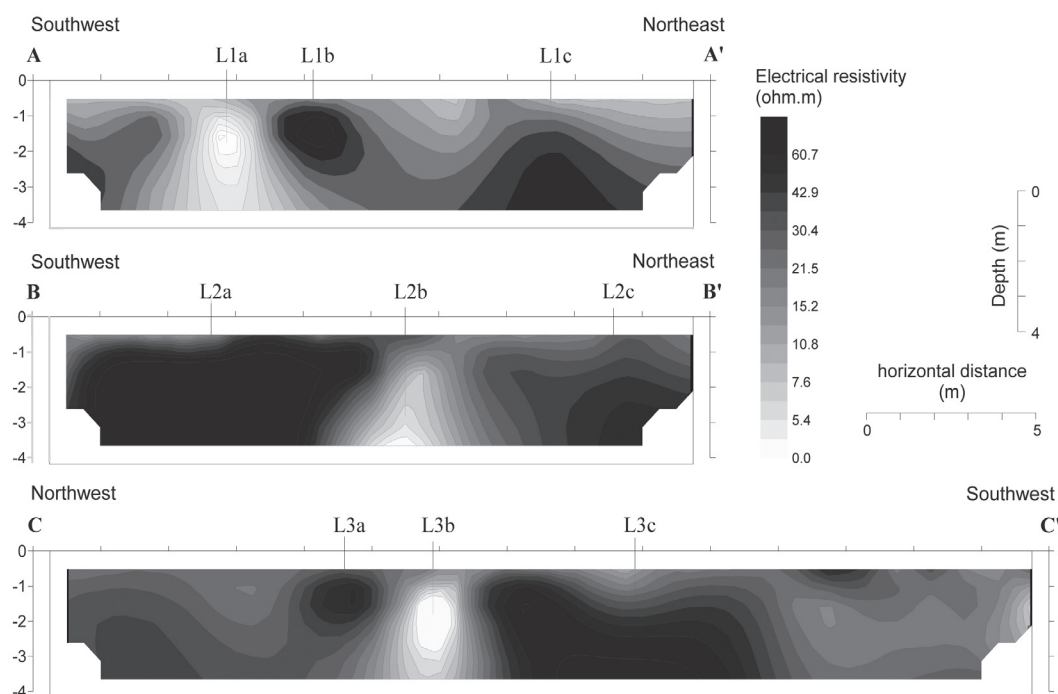 Southwest Northeast
A L1a L1b L1c A'
0
-1
-2
-3
-4
Southwest Northeast
B L2a L2b L2c B'
0
-1
-2
-3
-4
Northwest Southwest
C L3a L3b L3c C'
0
-1
-2
-3
-4
Electrical resistivity
(ohm.m)
60.7
42.9
30.4
21.5
15.2
10.8
7.6
5.4
0.0
0
Depth (m)
4
horizontal distance
(m)
0 5